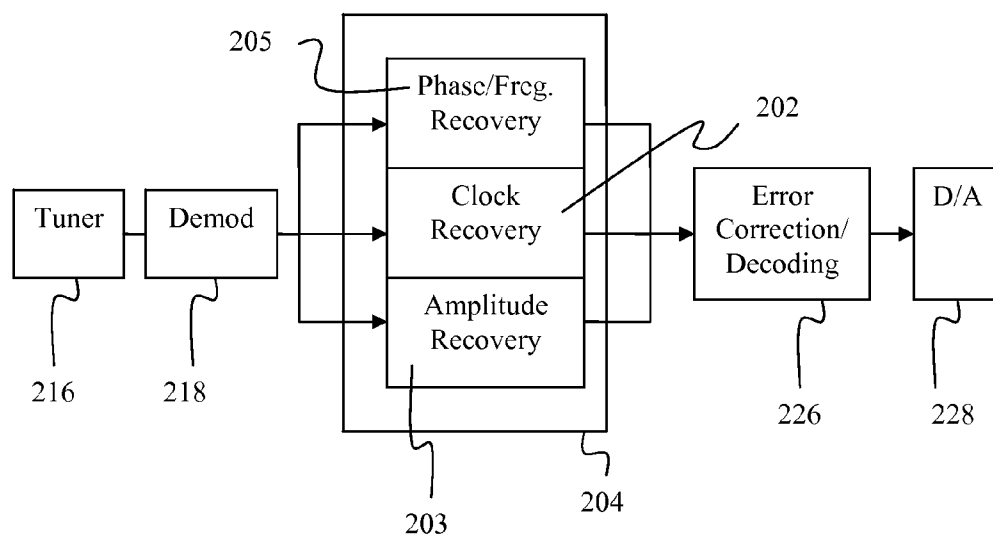 205
Phase/Freg.
Recovery
202
Tuner
Demod
Clock
Recovery
Error
Correction/
Decoding
D/A
Amplitude
Recovery
216
218
226
228
204
203